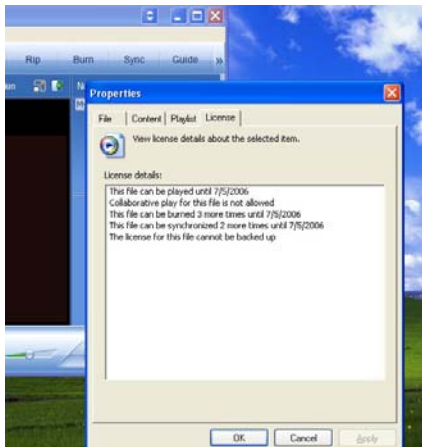 Rip Burn Sync Guide »
Properties
File Content Playlist License
View license details about the selected item.
License details:
This file can be played until 7/5/2006
Collaborative play for this file is not allowed
This file can be burned 3 more times until 7/5/2006
This file can be synchronized 2 more times until 7/5/2006
The license for this file cannot be backed up
OK Cancel Apply